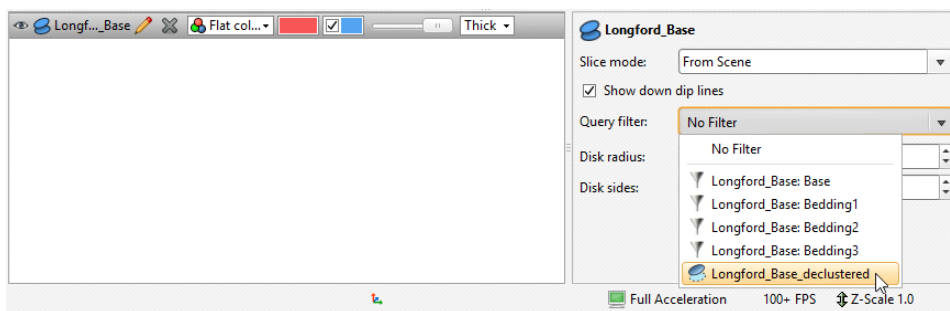 Longf..._Base Flat col... Thick
Longford_Base
Slice mode: From Scene
Show down dip lines
Query filter: No Filter
No Filter
Disk radius:
Longford_Base: Base
Disk sides:
Longford_Base: Bedding1
Longford_Base: Bedding2
Longford_Base: Bedding3
Longford_Base_declustered
Full Acceleration 100+ FPS Z-Scale 1.0